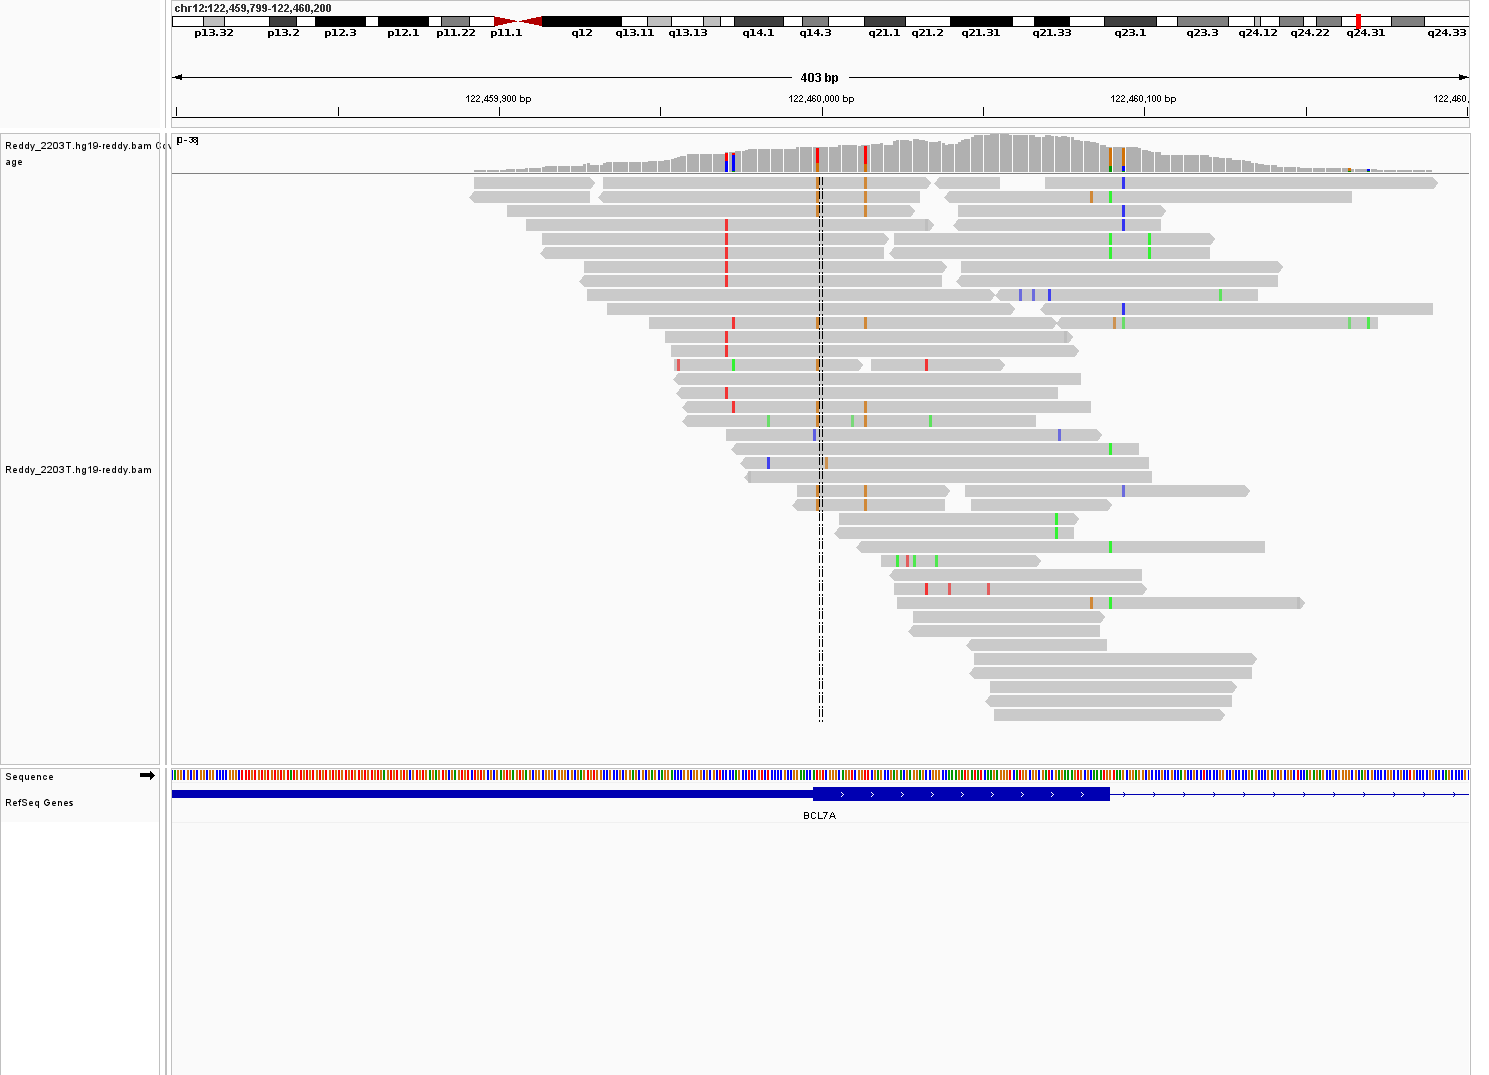 chr12:122,459,799-122,460,200
p13.32 p13.2 p12.3 p12.1 p11.22 p11.1 q12 q13.11 q13.13 q14.1 q14.3 q21.1 q21.2 q21.31 q21.33 q23.1 q23.3 q24.12 q24.22 q24.31 q24.33
403 bp
122,459,900 bp 122,460,000 bp 122,460,100 bp 122,460,
Reddy_2203T.hg19-reddy.bam Cov
age
[0 - 38]
Reddy_2203T.hg19-reddy.bam
Sequence
RefSeq Genes
BCL7A